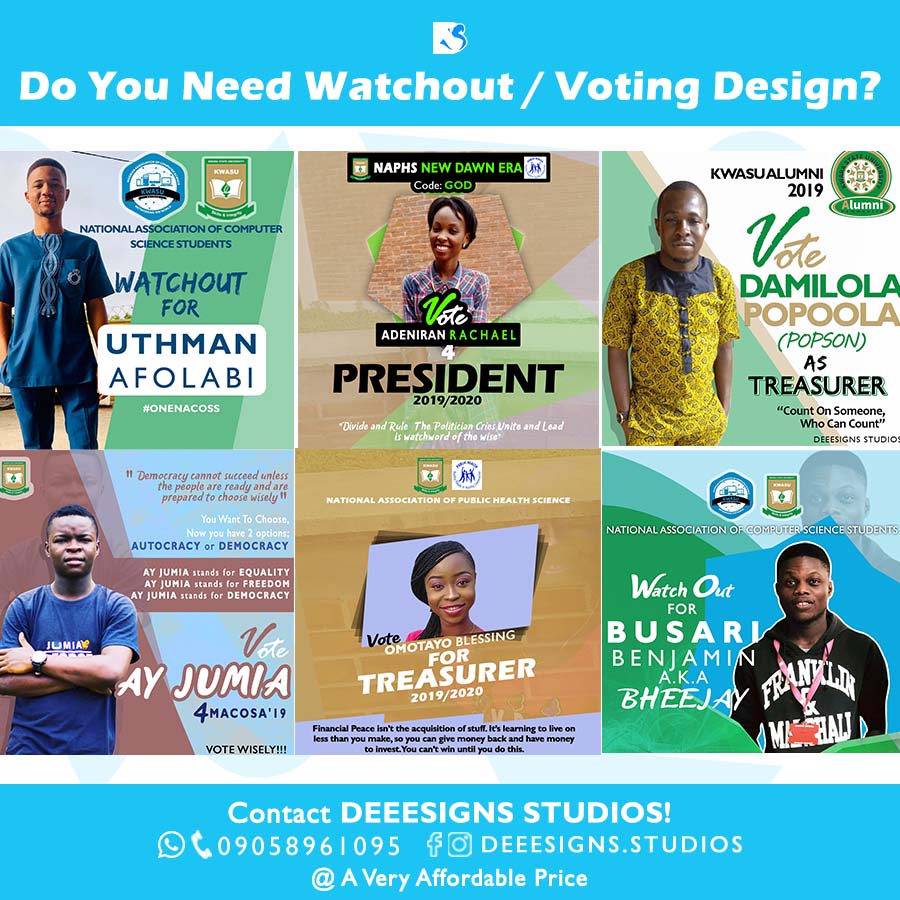 Do You Need Watchout / Voting Design?
KWASU
KWASU
NATIONAL ASSOCIATION OF COMPUTER
SCIENCE STUDENTS
WATCHOUT
FOR
UTHMAN
AFOLABI
#ONENACOSS
NAPHS NEW DAWN ERA
Code: GOD
Vote
ADENIRAN RACHAEL
4
PRESIDENT
2019/2020
"Divide and Rule The Politician Cries,Unite and Lead
is watchword of the wise"
KWASU ALUMNI
2019
Alumni
Vote
DAMILOLA
POPOOLA
(POPSON)
AS
TREASURER
"Count On Someone,
Who Can Count"
DEEESIGNS STUDIOS
KWASU
"Democracy cannot succeed unless
the people are ready and are
prepared to choose wisely"
You Want To Choose,
Now you have 2 options;
AUTOCRACY or DEMOCRACY
AY JUMIA stands for EQUALITY
AY JUMIA stands for FREEDOM
AY JUMIA stands for DEMOCRACY
JUMIA
Vote
AY JUMIA
4MACOSA'19
VOTE WISELY!!!
KWASU
PUBLIC HEALTH
NATIONAL ASSOCIATION OF PUBLIC HEALTH SCIENCE
Vote
OMOTAYO BLESSING
FOR
TREASURER
2019/2020
Financial Peace isn't the acquisition of stuff. It's learning to live on
less than you make, so you can give money back and have money
to invest.You can't win until you do this.
KWASU
KWASU
NATIONAL ASSOCIATION OF COMPUTER SCIENCE STUDENTS
Watch Out
FOR
BUSARI
BENJAMIN
A.K.A
BHEEJAY
FRANKLIN
&
Contact DEEESIGNS STUDIOS!
09058961095 DEEESIGNS.STUDIOS
@ A Very Affordable Price